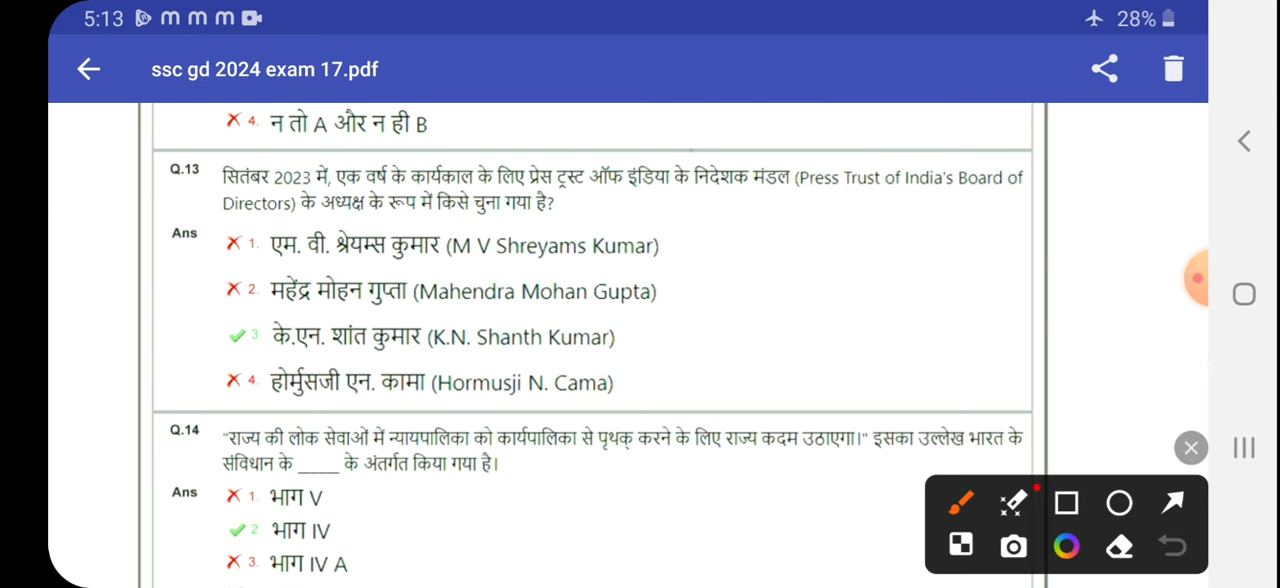 5:13 28%
ssc gd 2024 exam 17.pdf
4. न तो A और न ही B
Q.13 सितंबर 2023 में, एक वर्ष के कार्यकाल के लिए प्रेस ट्रस्ट ऑफ इंडिया के निदेशक मंडल (Press Trust of India's Board of
Directors) के अध्यक्ष के रूप में किसे चुना गया है?
Ans 1. एम. वी. श्रेयम्स कुमार (M V Shreyams Kumar)
2. महेंद्र मोहन गुप्ता (Mahendra Mohan Gupta)
3. के.एन. शांत कुमार (K.N. Shanth Kumar)
4. होर्मुसजी एन. कामा (Hormusji N. Cama)
Q.14 "राज्य की लोक सेवाओं में न्यायपालिका को कार्यपालिका से पृथक् करने के लिए राज्य कदम उठाएगा।" इसका उल्लेख भारत के
संविधान के _____ के अंतर्गत किया गया है।
Ans 1. भाग V
2. भाग IV
3. भाग IV A